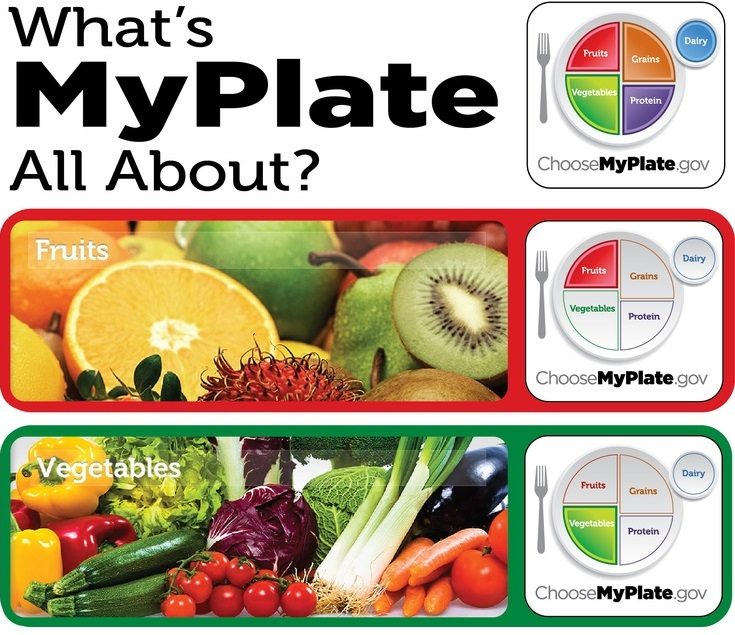 What's
MyPlate
All About?
Fruits
Grains
Dairy
Vegetables
Protein
ChooseMyPlate.gov
Fruits
Fruits
Grains
Dairy
Vegetables
Protein
ChooseMyPlate.gov
Vegetables
Fruits
Grains
Dairy
Vegetables
Protein
ChooseMyPlate.gov